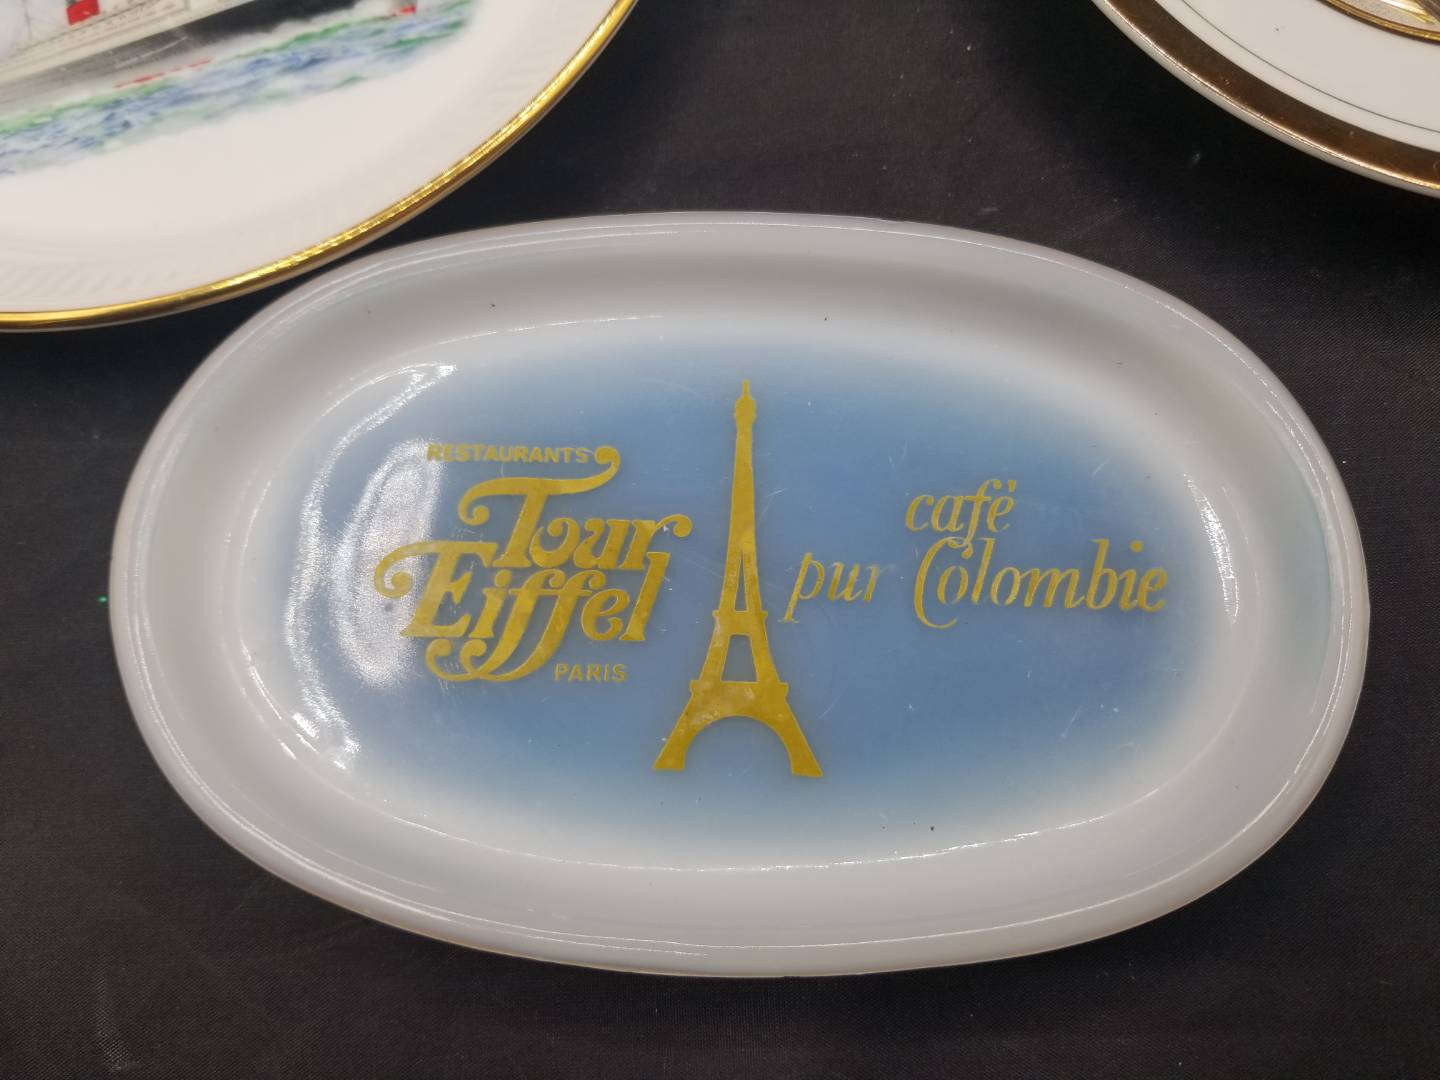 RESTAURANTS
Tour
Eiffel
PARIS
café
pur Colombie